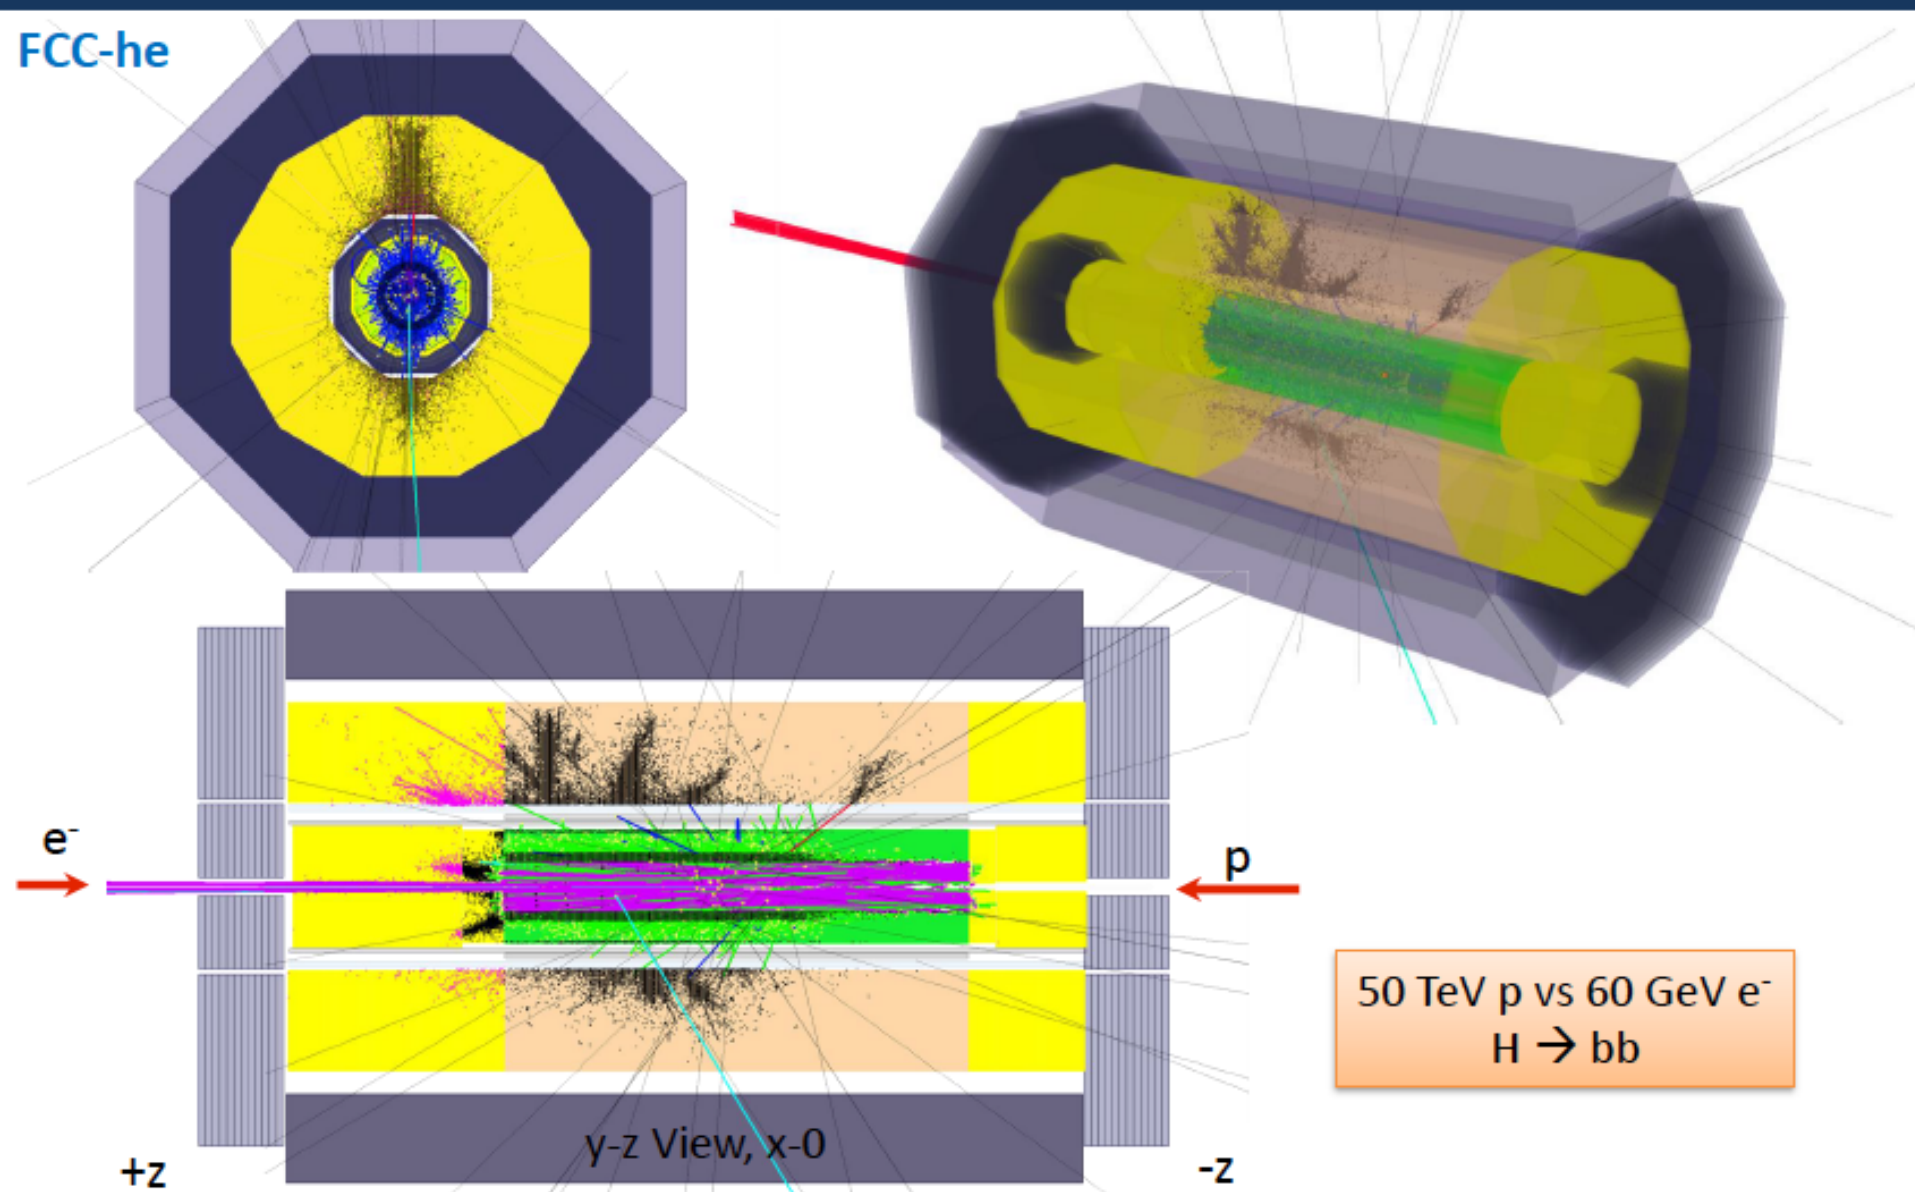 FCC-he
e⁻
p
50 TeV p vs 60 GeV e⁻
H → bb
y-z View, x-0
+z
-z